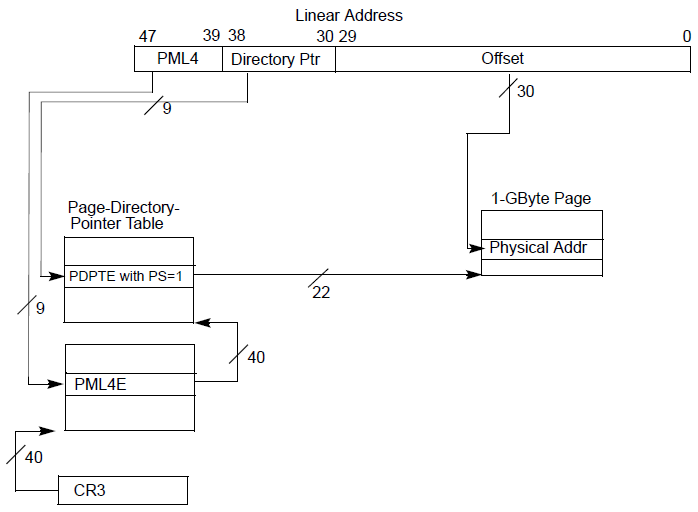 Linear Address
47 39 38 30 29 0
PML4 Directory Ptr Offset
9 30
Page-Directory-
Pointer Table
1-GByte Page
Physical Addr
PDPTE with PS=1
22
9
40
PML4E
40
CR3